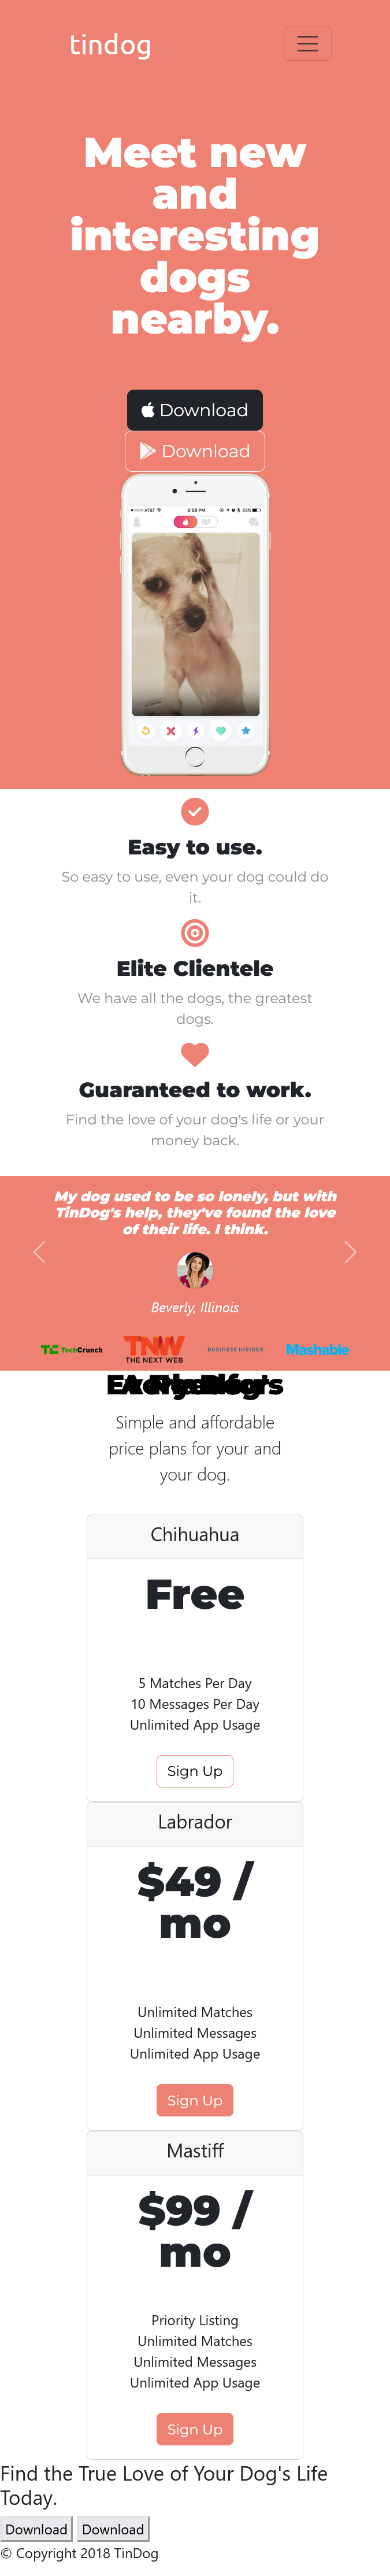 tindog
Meet new
and
interesting
dogs
nearby.
Download
Download
AT&T 5:58 PM 55%
Easy to use.
So easy to use, even your dog could do
it.
Elite Clientele
We have all the dogs, the greatest
dogs.
Guaranteed to work.
Find the love of your dog's life or your
money back.
My dog used to be so lonely, but with
TinDog's help, they've found the love
of their life. I think.
Beverly, Illinois
TC TechCrunch
TNW
THE NEXT WEB
BUSINESS INSIDER
Mashable
Simple and affordable
price plans for your and
your dog.
Chihuahua
Free
5 Matches Per Day
10 Messages Per Day
Unlimited App Usage
Sign Up
Labrador
$49 /
mo
Unlimited Matches
Unlimited Messages
Unlimited App Usage
Sign Up
Mastiff
$99 /
mo
Priority Listing
Unlimited Matches
Unlimited Messages
Unlimited App Usage
Sign Up
Find the True Love of Your Dog's Life
Today.
Download Download
© Copyright 2018 TinDog